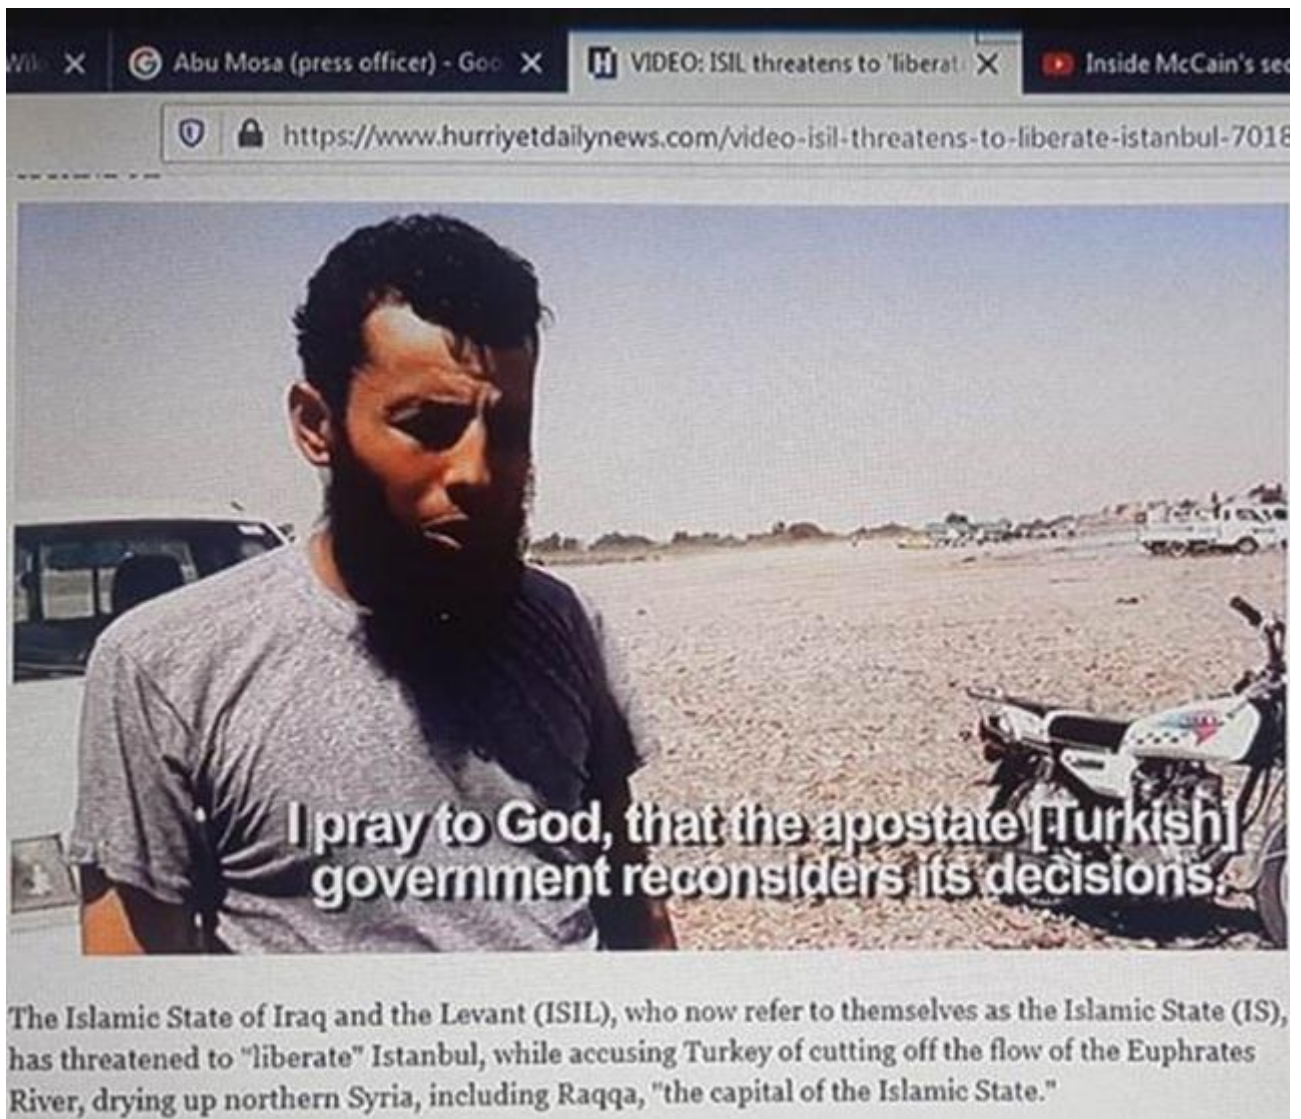 Wiki
Abu Mosa (press officer) - Goo
VIDEO: ISIL threatens to 'liberat
Inside McCain's sec
https://www.hurriyetdailynews.com/video-isil-threatens-to-liberate-istanbul-7018
I pray to God, that the apostate [Turkish]
government reconsiders its decisions.
The Islamic State of Iraq and the Levant (ISIL), who now refer to themselves as the Islamic State (IS),
has threatened to "liberate" Istanbul, while accusing Turkey of cutting off the flow of the Euphrates
River, drying up northern Syria, including Raqqa, "the capital of the Islamic State."